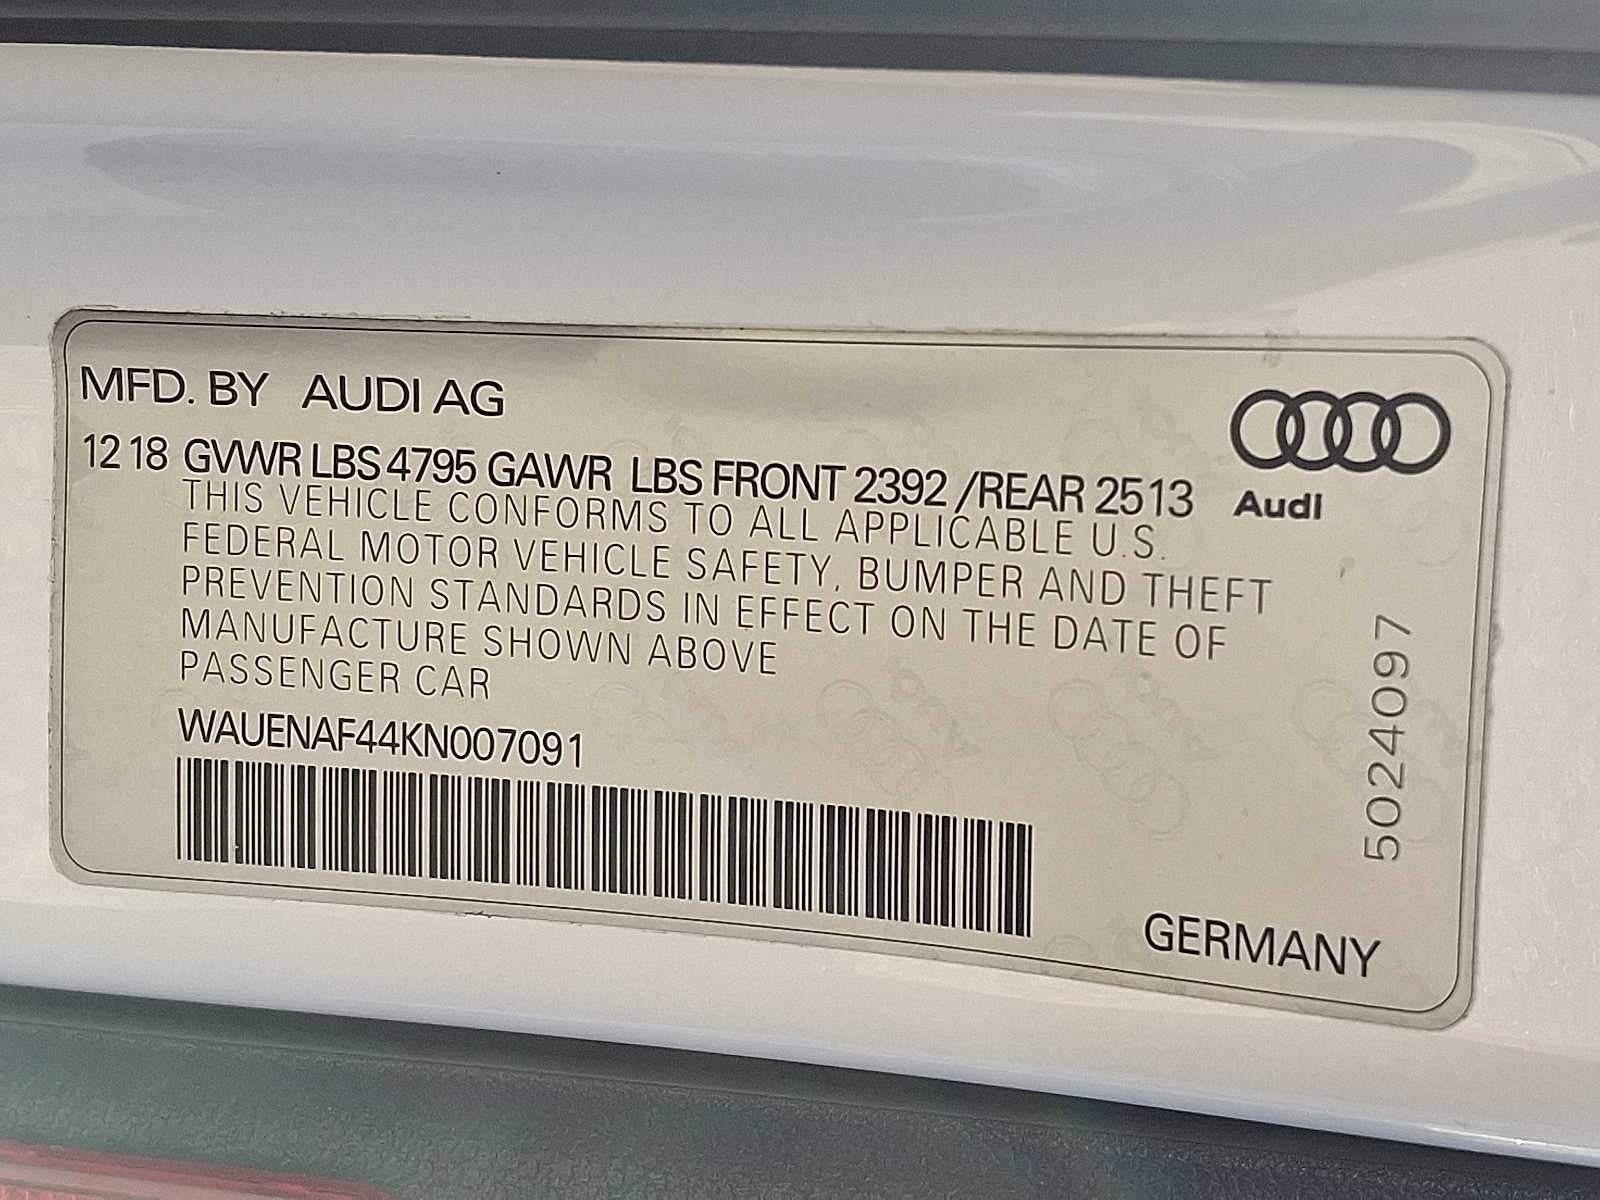 MFD. BY AUDI AG
12 18 GVWR LBS 4795 GAWR LBS FRONT 2392 /REAR 2513
THIS VEHICLE CONFORMS TO ALL APPLICABLE U.S.
FEDERAL MOTOR VEHICLE SAFETY, BUMPER AND THEFT
PREVENTION STANDARDS IN EFFECT ON THE DATE OF
MANUFACTURE SHOWN ABOVE
PASSENGER CAR
WAUENAF44KN007091
Audi
5024097
GERMANY